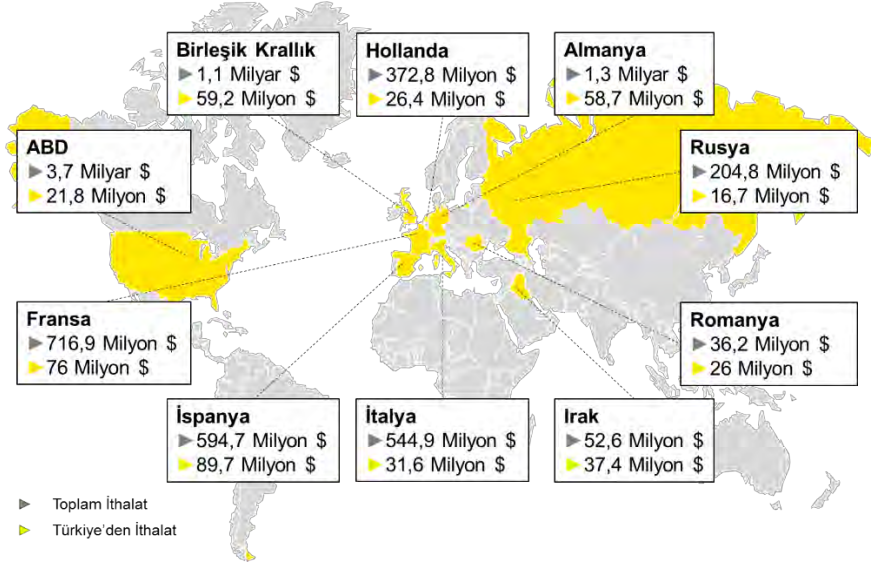 Birleşik Krallık
1,1 Milyar $
59,2 Milyon $
Hollanda
372,8 Milyon $
26,4 Milyon $
Almanya
1,3 Milyar $
58,7 Milyon $
ABD
3,7 Milyar $
21,8 Milyon $
Rusya
204,8 Milyon $
16,7 Milyon $
Fransa
716,9 Milyon $
76 Milyon $
Romanya
36,2 Milyon $
26 Milyon $
İspanya
594,7 Milyon $
89,7 Milyon $
İtalya
544,9 Milyon $
31,6 Milyon $
Irak
52,6 Milyon $
37,4 Milyon $
Toplam İthalat
Türkiye'den İthalat